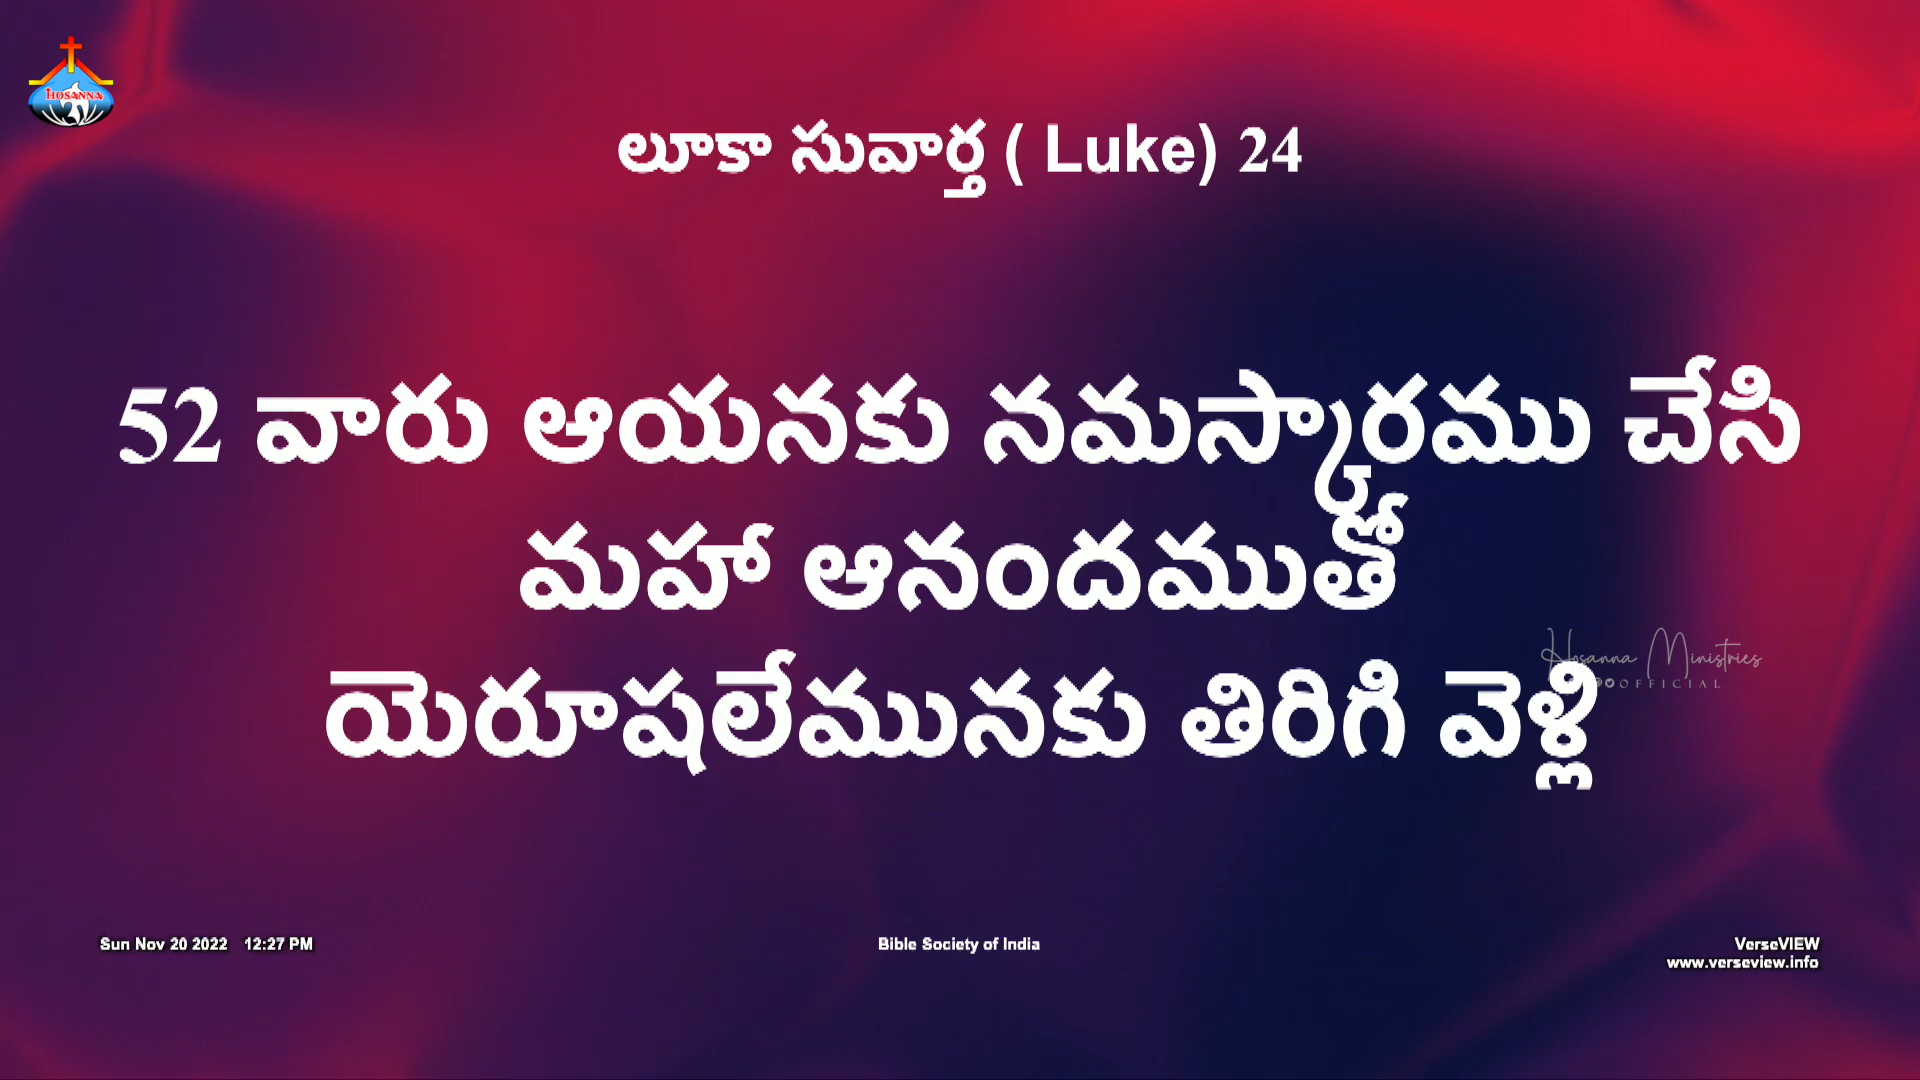 HOSANNA
లూకా సువార్త ( Luke) 24
52 వారు ఆయనకు నమస్కారము చేసి
మహా ఆనందముతో
యెరూషలేమునకు తిరిగి వెళ్లి
Hosanna Ministries
OFFICIAL
Sun Nov 20 2022 12:27 PM
Bible Society of India
VerseVIEW
www.verseview.info